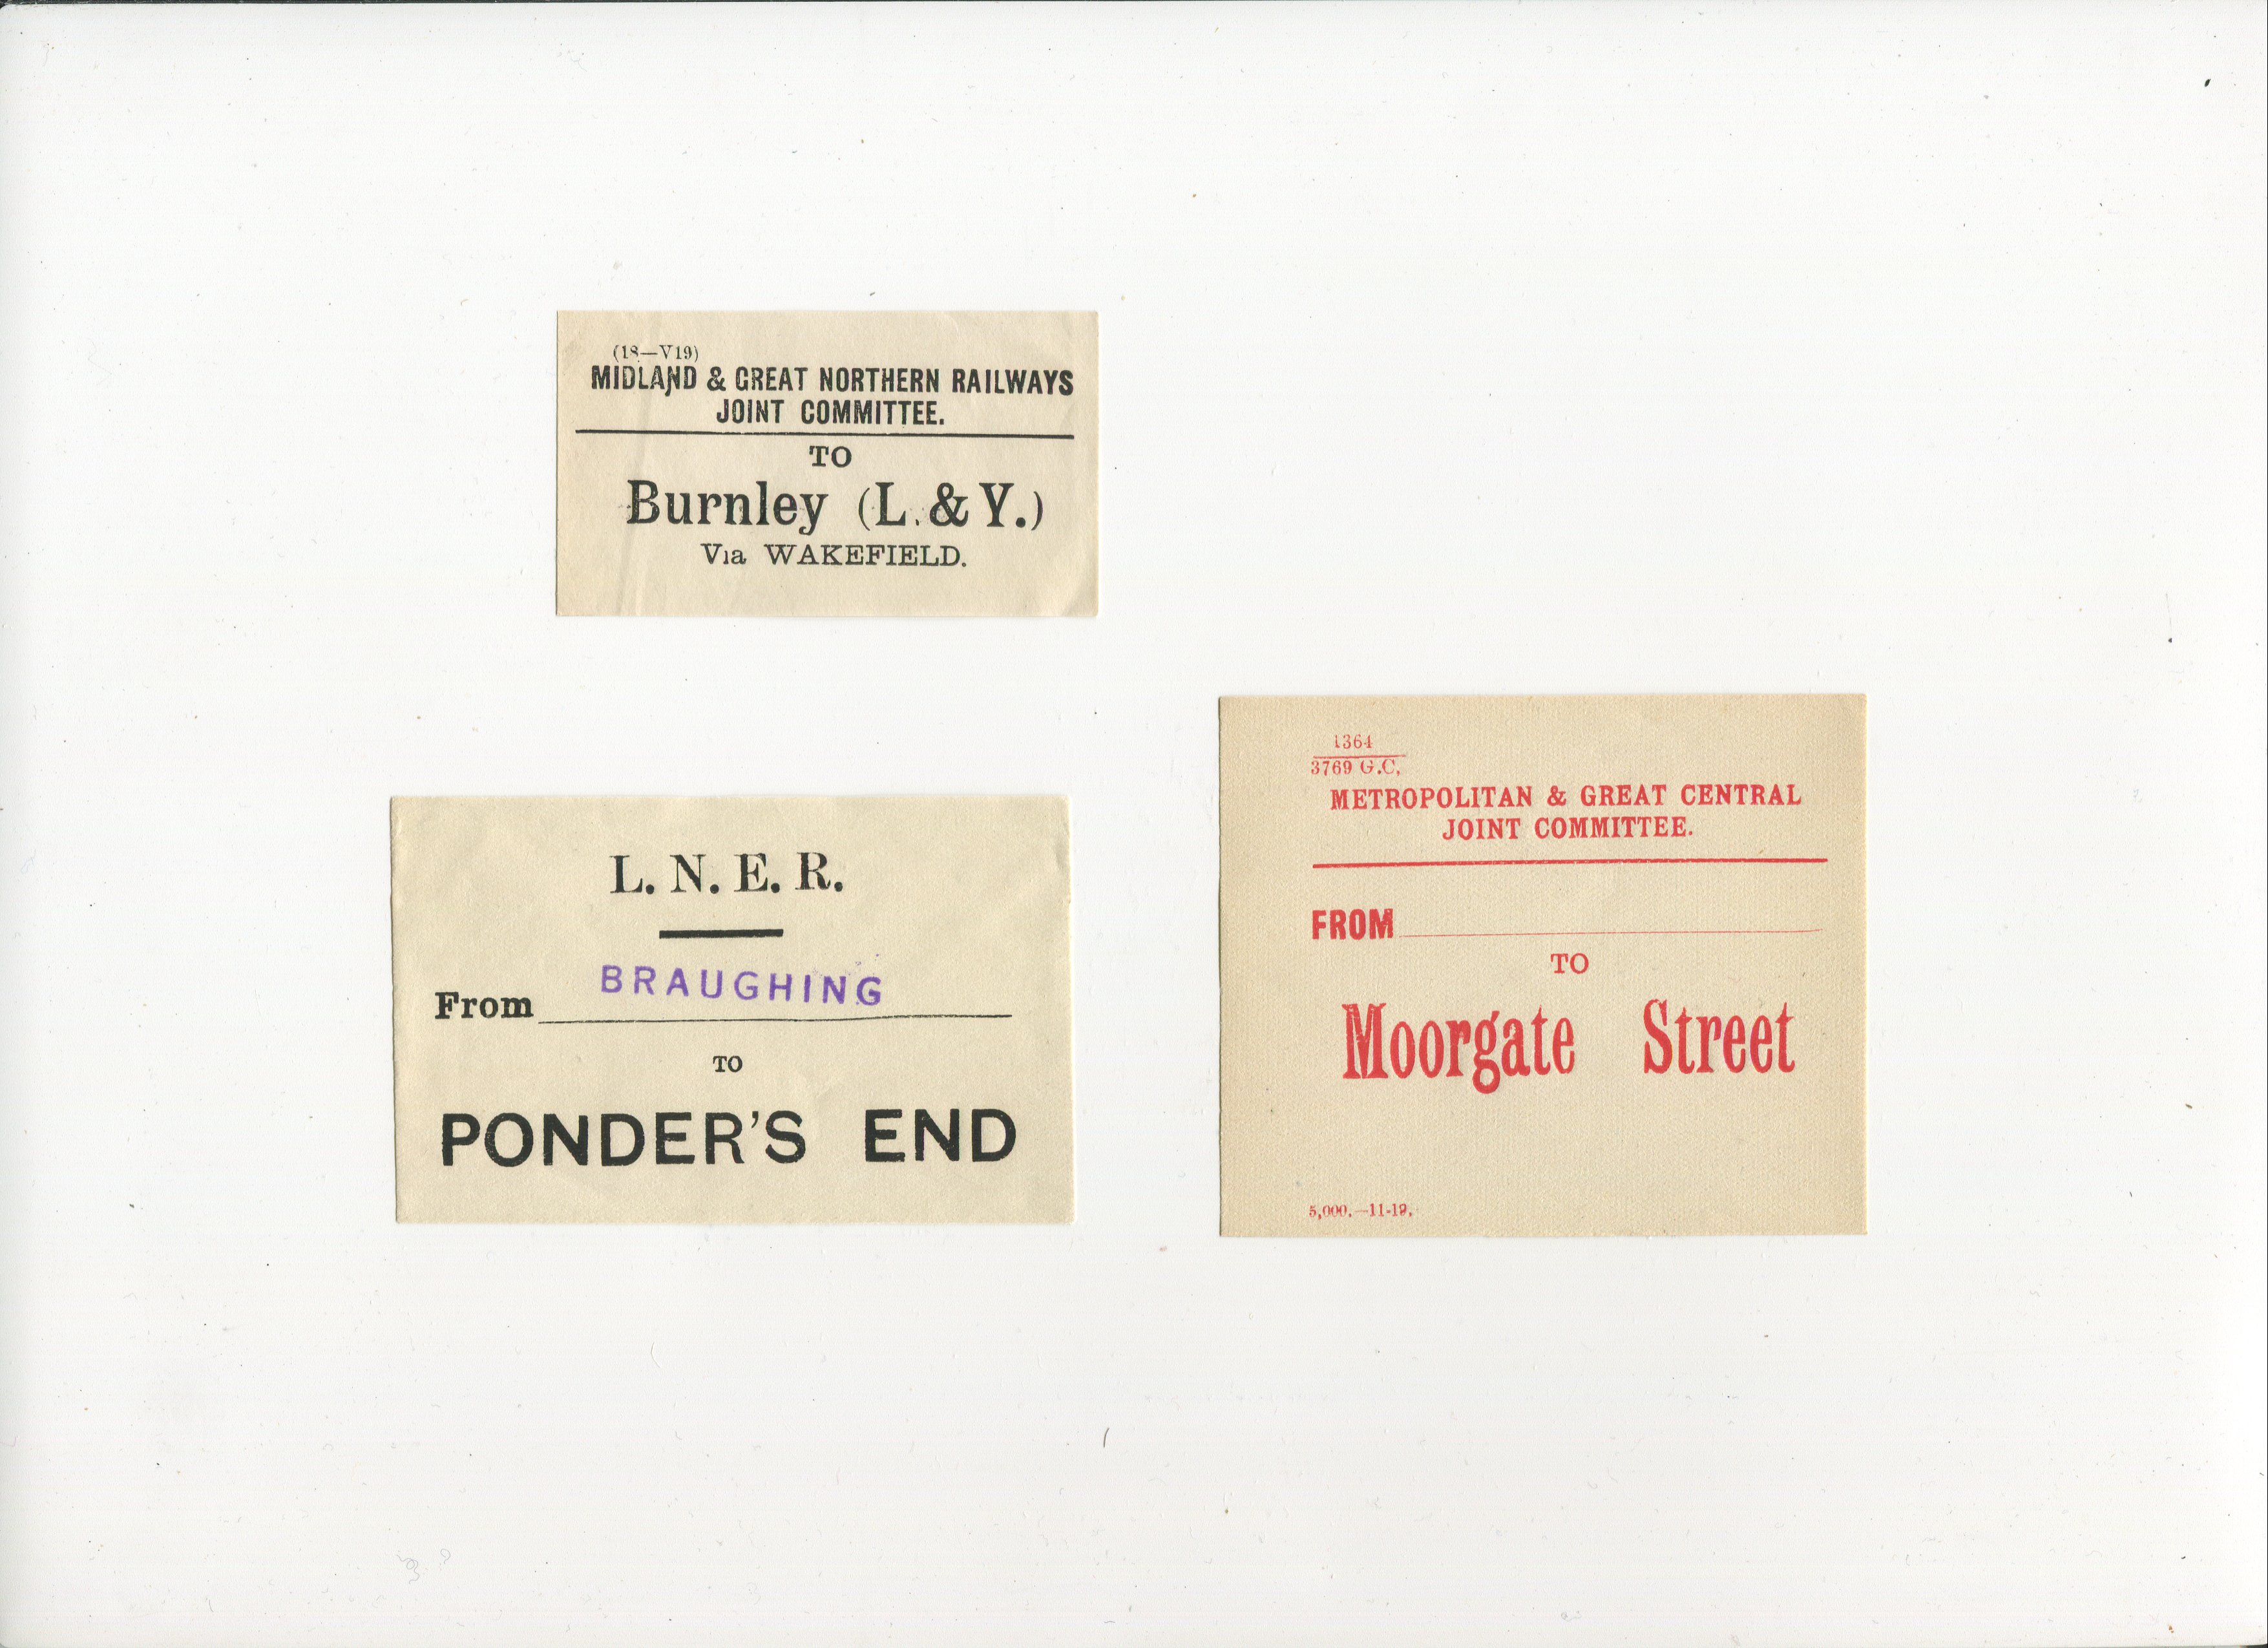 (18—V19)
MIDLAND & GREAT NORTHERN RAILWAYS
JOINT COMMITTEE.
TO
Burnley (L. & Y.)
Via WAKEFIELD.
L. N. E. R.
From BRAUGHING
TO
PONDER'S END
1364
3769 G.C,
METROPOLITAN & GREAT CENTRAL
JOINT COMMITTEE.
FROM
TO
Moorgate Street
5,000.—11-19.